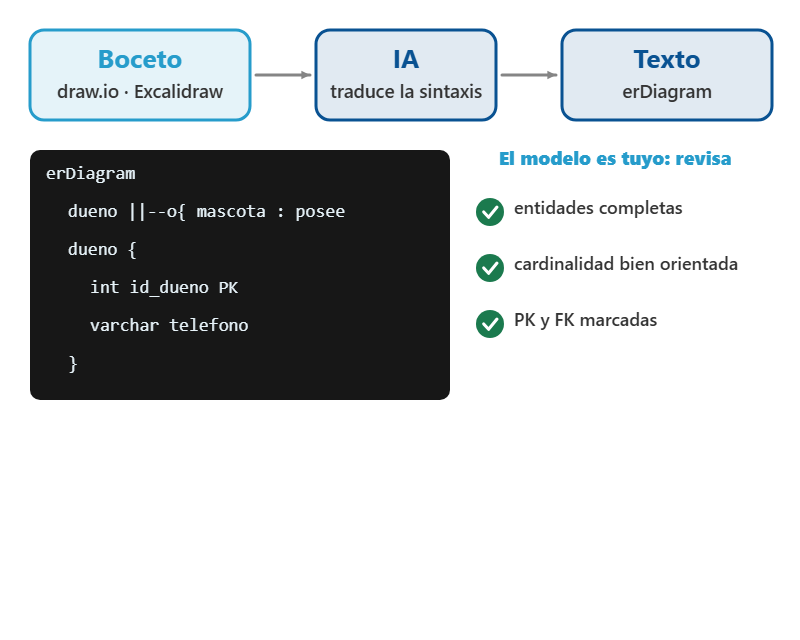 Boceto
draw.io · Excalidraw
IA
traduce la sintaxis
Texto
erDiagram
erDiagram
dueno ||--o{ mascota : posee
dueno {
int id_dueno PK
varchar telefono
}
El modelo es tuyo: revisa
entidades completas
cardinalidad bien orientada
PK y FK marcadas